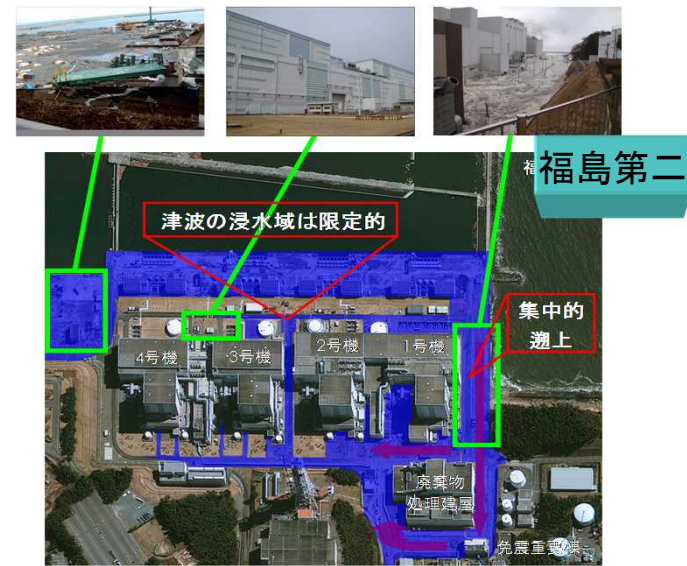 福島第二
津波の浸水域は限定的
集中的
遡上
4号機
3号機
2号機
1号機
廃棄物
処理建屋
免震重要棟